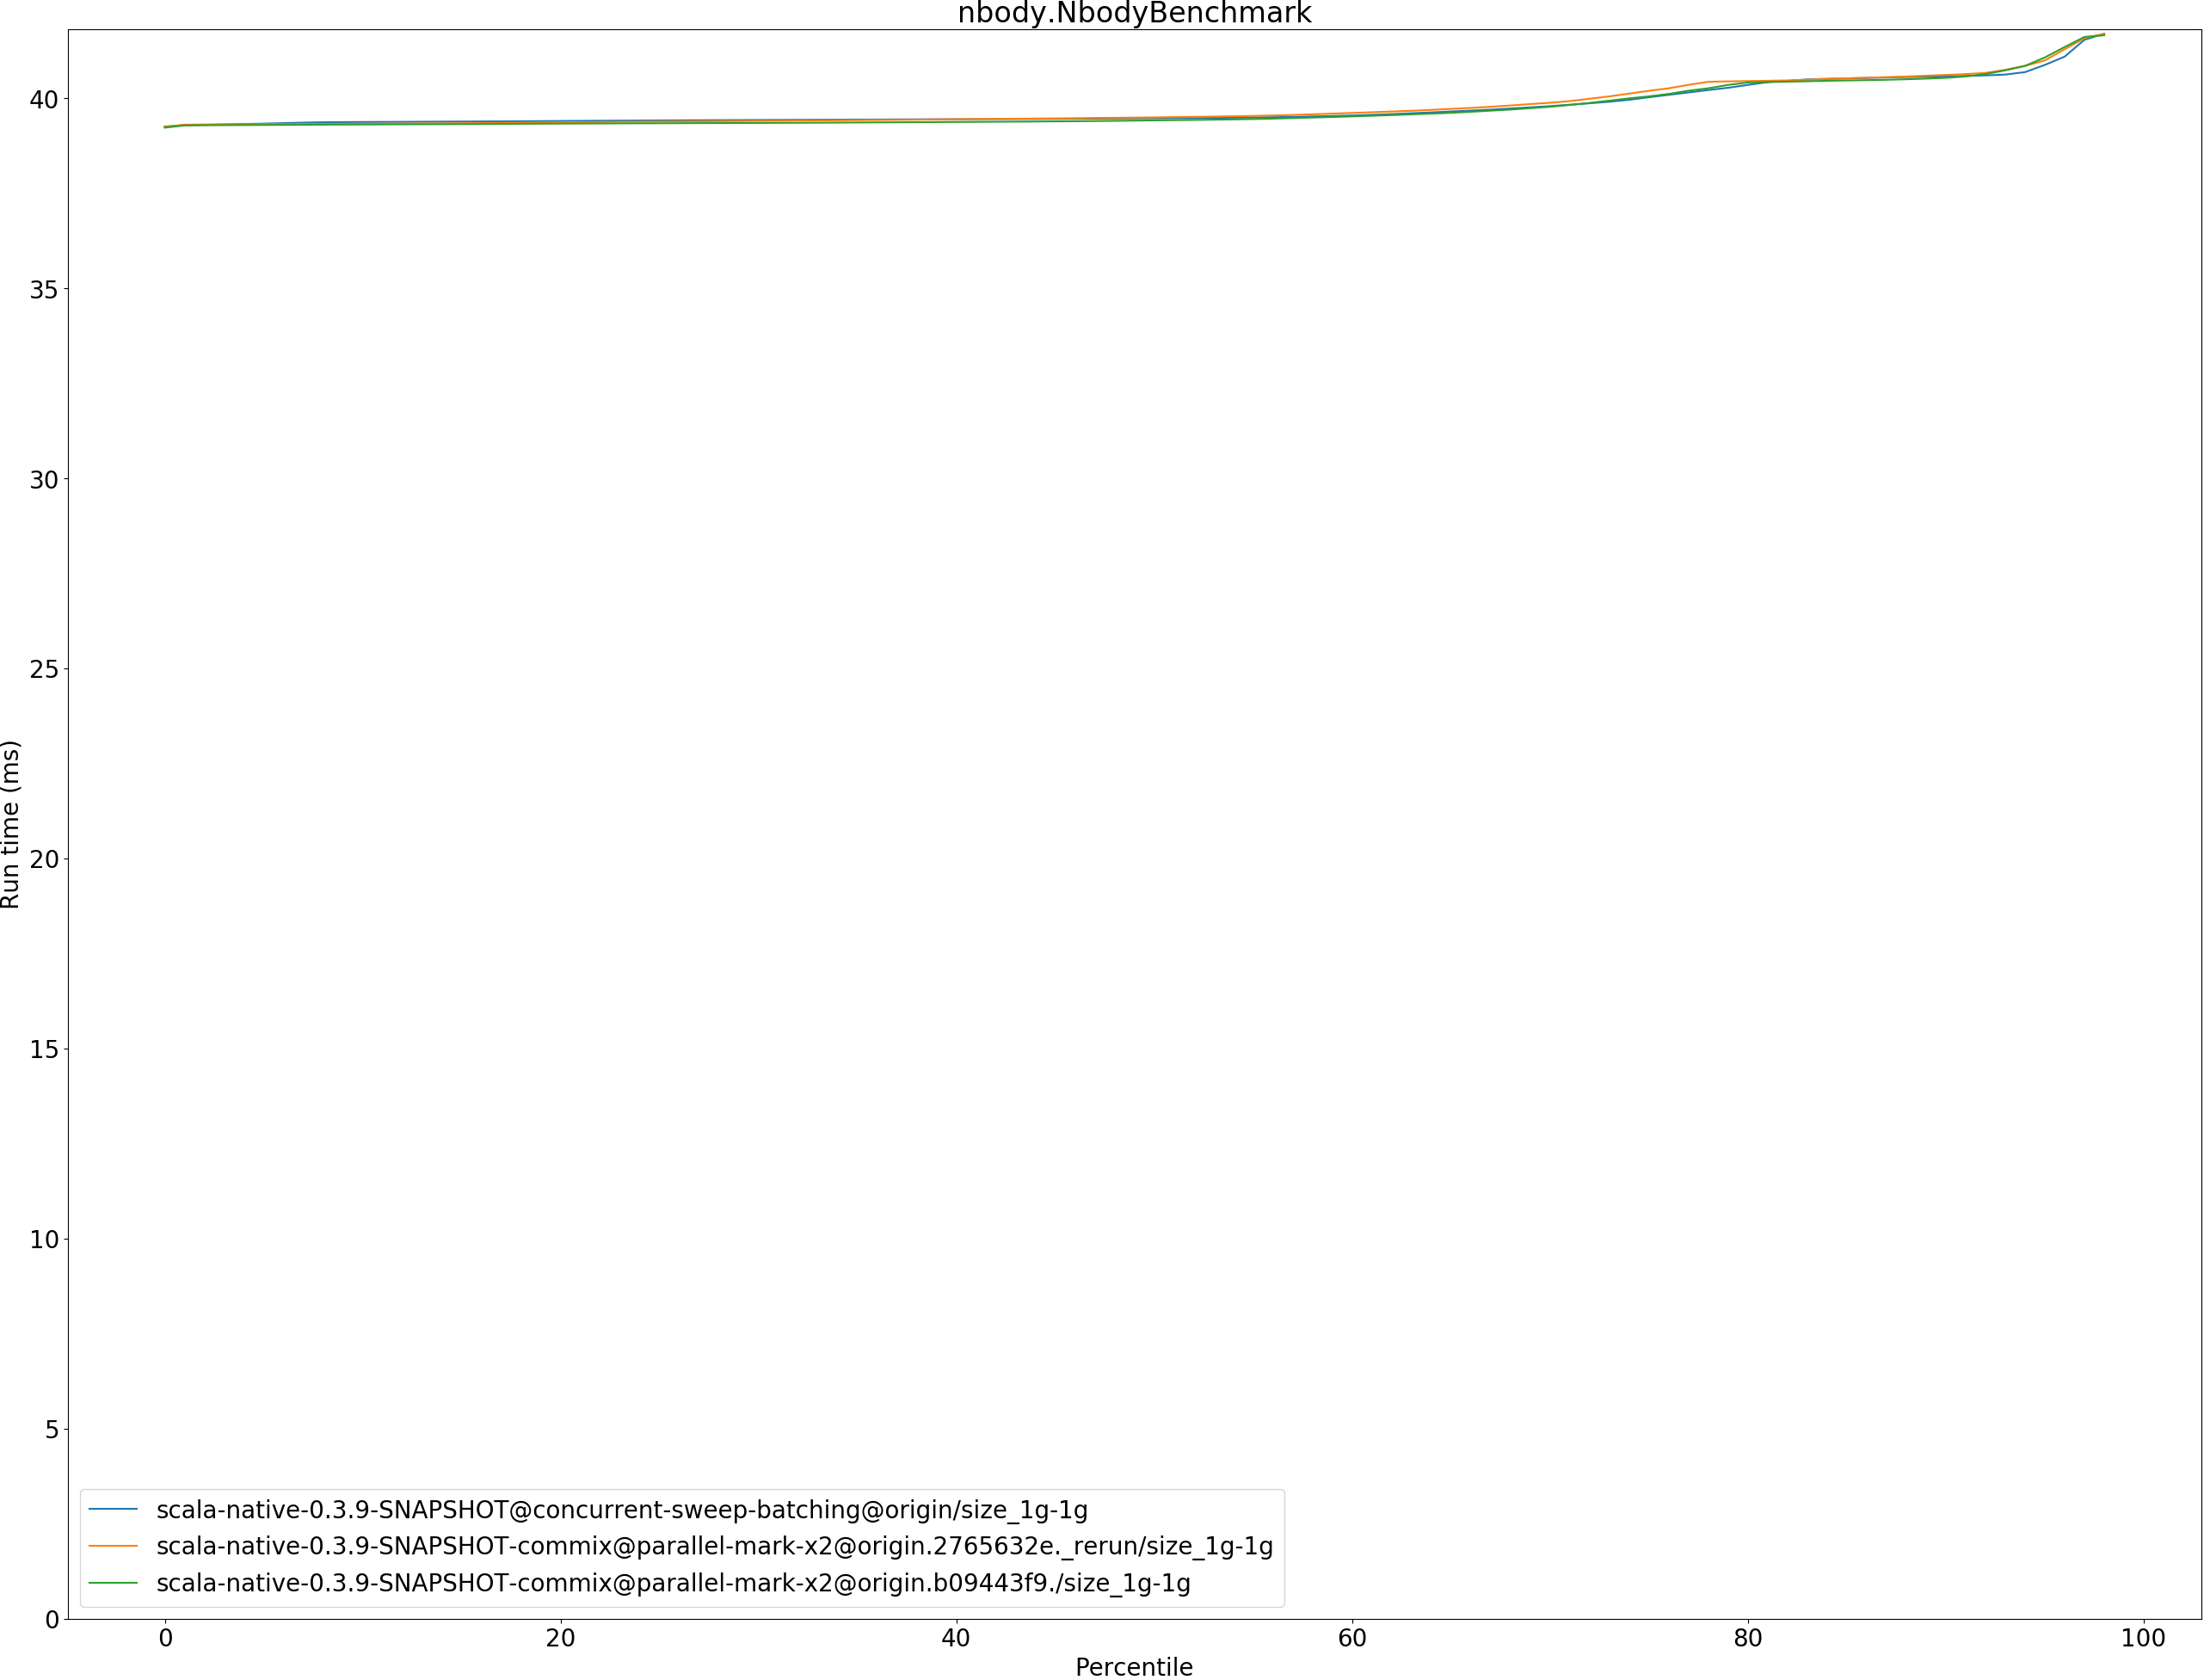 nbody.NbodyBenchmark
Run time (ms)
40
35
30
25
20
15
10
5
0
scala-native-0.3.9-SNAPSHOT@concurrent-sweep-batching@origin/size_1g-1g
scala-native-0.3.9-SNAPSHOT-commix@parallel-mark-x2@origin.2765632e._rerun/size_1g-1g
scala-native-0.3.9-SNAPSHOT-commix@parallel-mark-x2@origin.b09443f9./size_1g-1g
0 20 40 60 80 100
Percentile